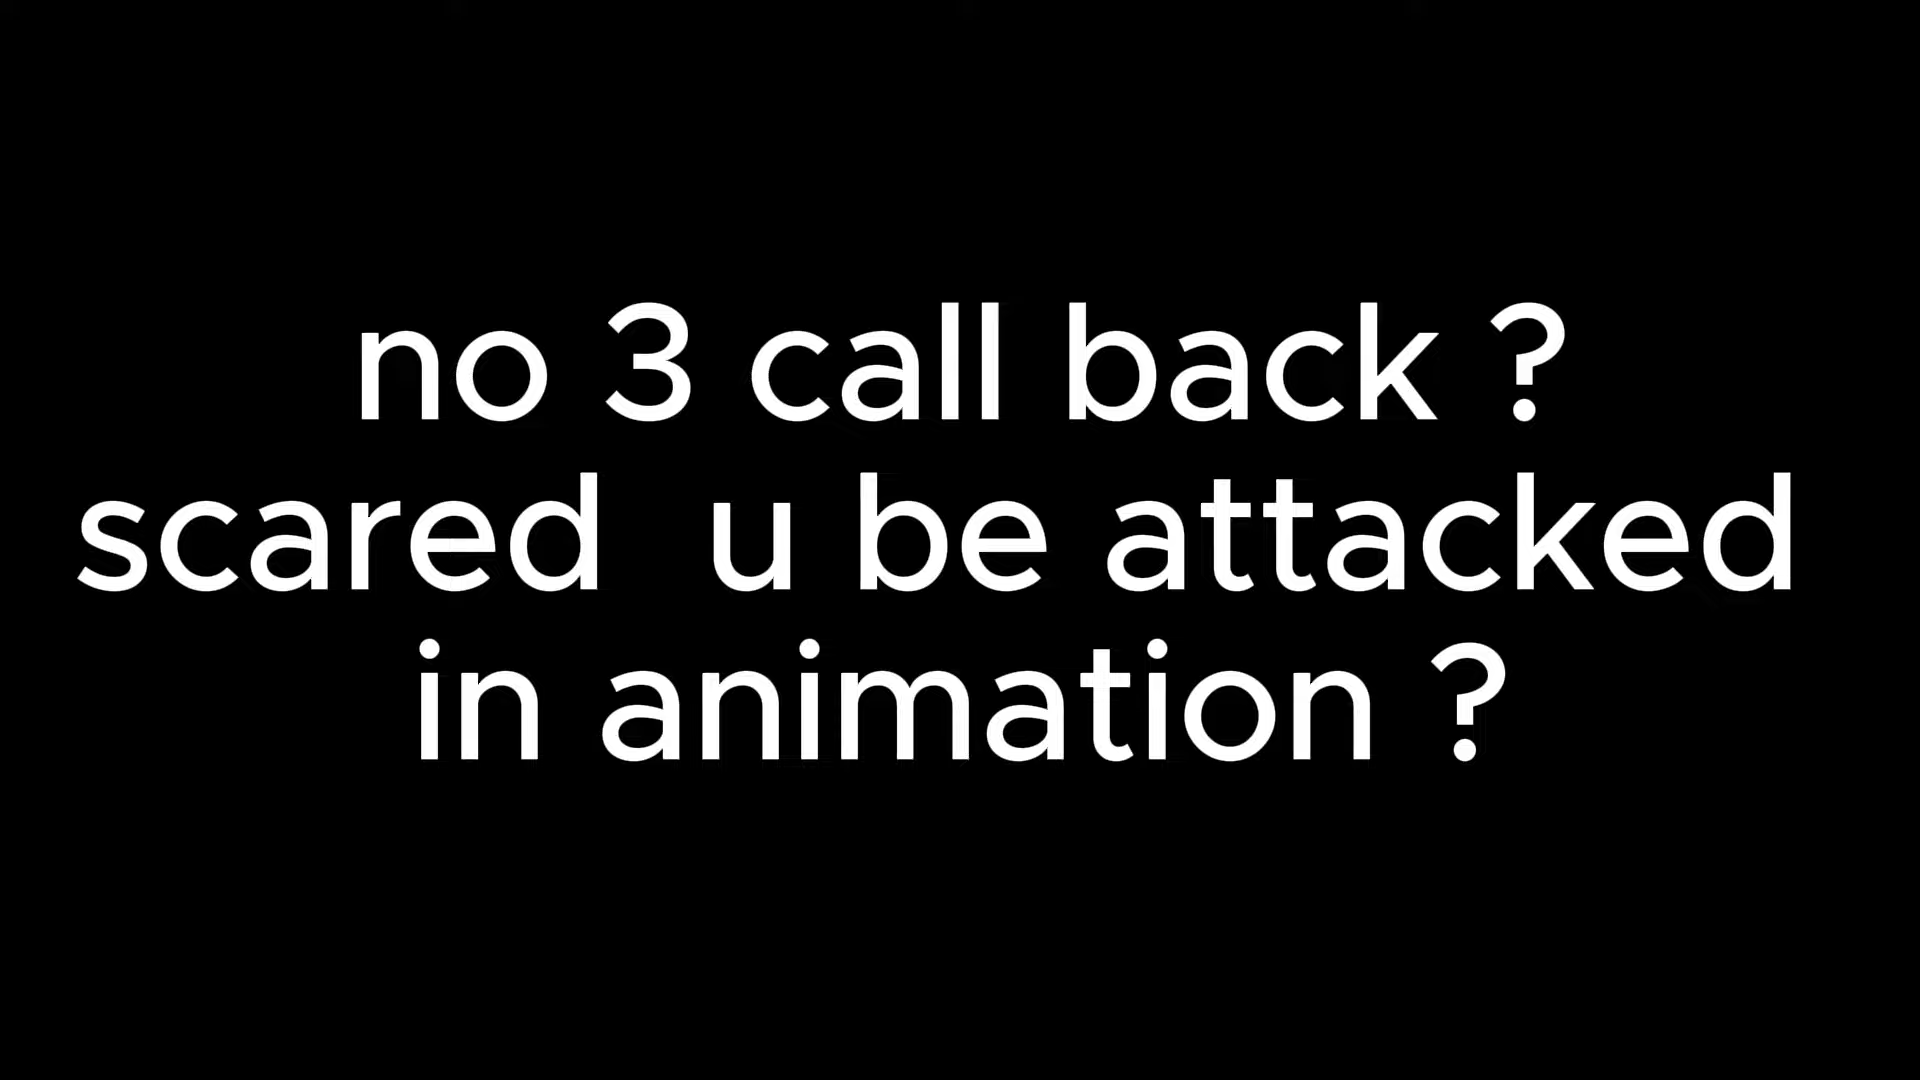 no 3 call back ?
scared  u be attacked
in animation ?